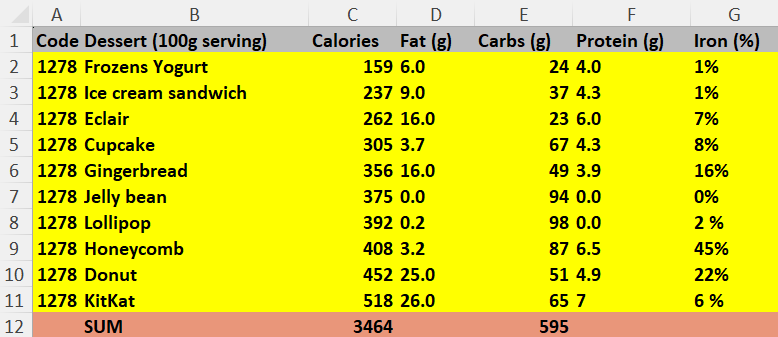 A B C D E F G
1 Code Dessert (100g serving) Calories Fat (g) Carbs (g) Protein (g) Iron (%)
2 1278 Frozens Yogurt 159 6.0 24 4.0 1%
3 1278 Ice cream sandwich 237 9.0 37 4.3 1%
4 1278 Eclair 262 16.0 23 6.0 7%
5 1278 Cupcake 305 3.7 67 4.3 8%
6 1278 Gingerbread 356 16.0 49 3.9 16%
7 1278 Jelly bean 375 0.0 94 0.0 0%
8 1278 Lollipop 392 0.2 98 0.0 2 %
9 1278 Honeycomb 408 3.2 87 6.5 45%
10 1278 Donut 452 25.0 51 4.9 22%
11 1278 KitKat 518 26.0 65 7 6 %
12 SUM 3464 595